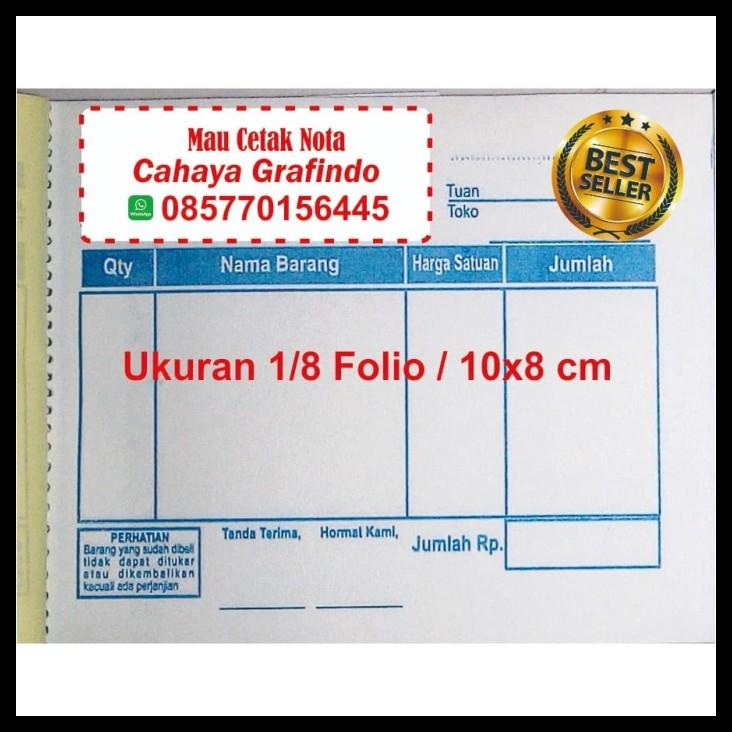 Mau Cetak Nota
Cahaya Grafindo
WhatsApp
085770156445
BEST
SELLER
Tuan
Toko
Qty Nama Barang Harga Satuan Jumlah
Ukuran 1/8 Folio / 10x8 cm
PERHATIAN
Barang yang sudah dibeli
tidak dapat ditukar
atau dikembalikan
kecuali ada perjanjian
Tanda Terima, Hormat Kami,
Jumlah Rp.